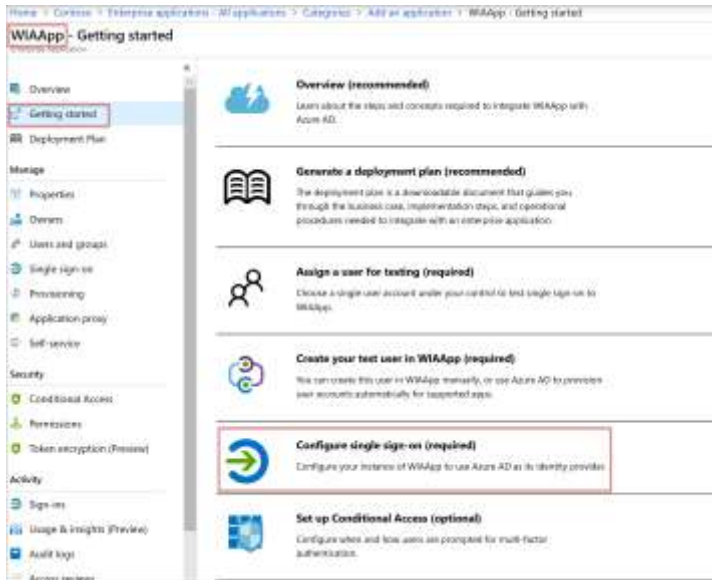 Home > Contoso > Enterprise applications - All applications > Categories > Add an application > WIAApp - Getting started
WIAApp - Getting started
Enterprise Application
Overview
Getting started
Deployment Plan
Manage
Properties
Owners
Users and groups
Single sign-on
Provisioning
Application proxy
Self-service
Security
Conditional Access
Permissions
Token encryption (Preview)
Activity
Sign-ins
Usage & insights (Preview)
Audit logs
Access reviews
Overview (recommended)
Learn about the steps and concepts required to integrate WIAApp with
Azure AD.
Generate a deployment plan (recommended)
The deployment plan is a downloadable document that guides you
through the business case, implementation steps, and operational
procedures needed to integrate with an enterprise application.
Assign a user for testing (required)
Choose a single user account under your control to test single sign-on to
WIAApp.
Create your test user in WIAApp (required)
You can create this user in WIAApp manually, or use Azure AD to provision
user accounts automatically for supported apps.
Configure single sign-on (required)
Configure your instance of WIAApp to use Azure AD as its identity provider
Set up Conditional Access (optional)
Configure when and how users are prompted for multi-factor
authentication.